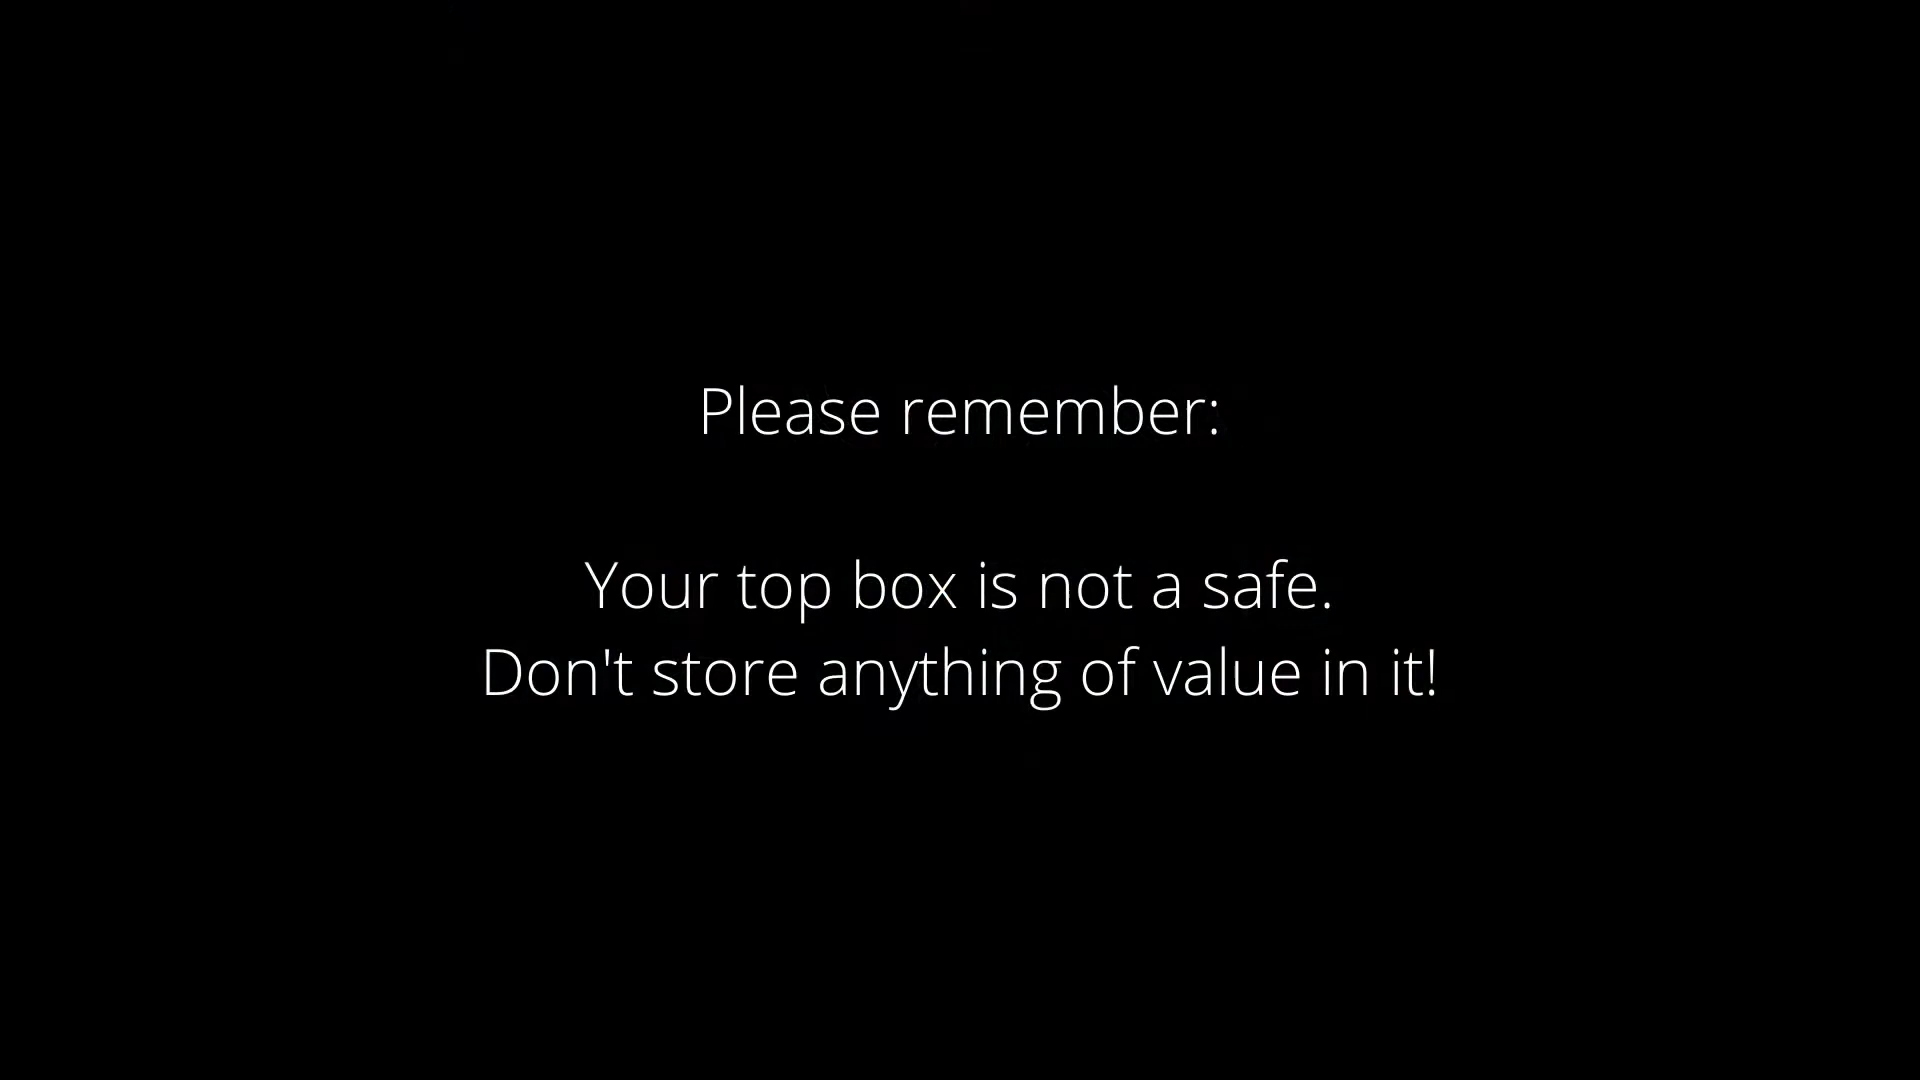 Please remember:
Your top box is not a safe.
Don't store anything of value in it!